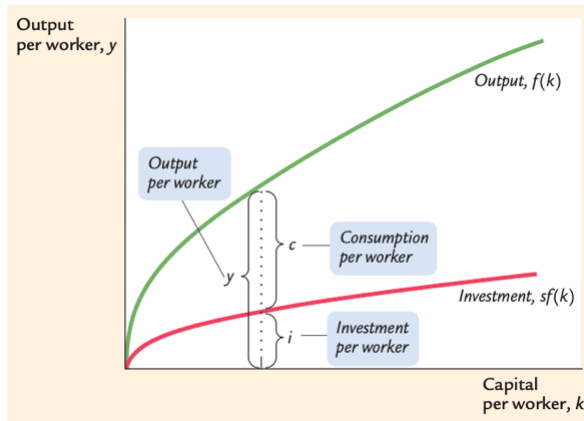 Output
per worker, y
Output, f(k)
Output
per worker
c
Consumption
per worker
y
Investment, sf(k)
i
Investment
per worker
Capital
per worker, k